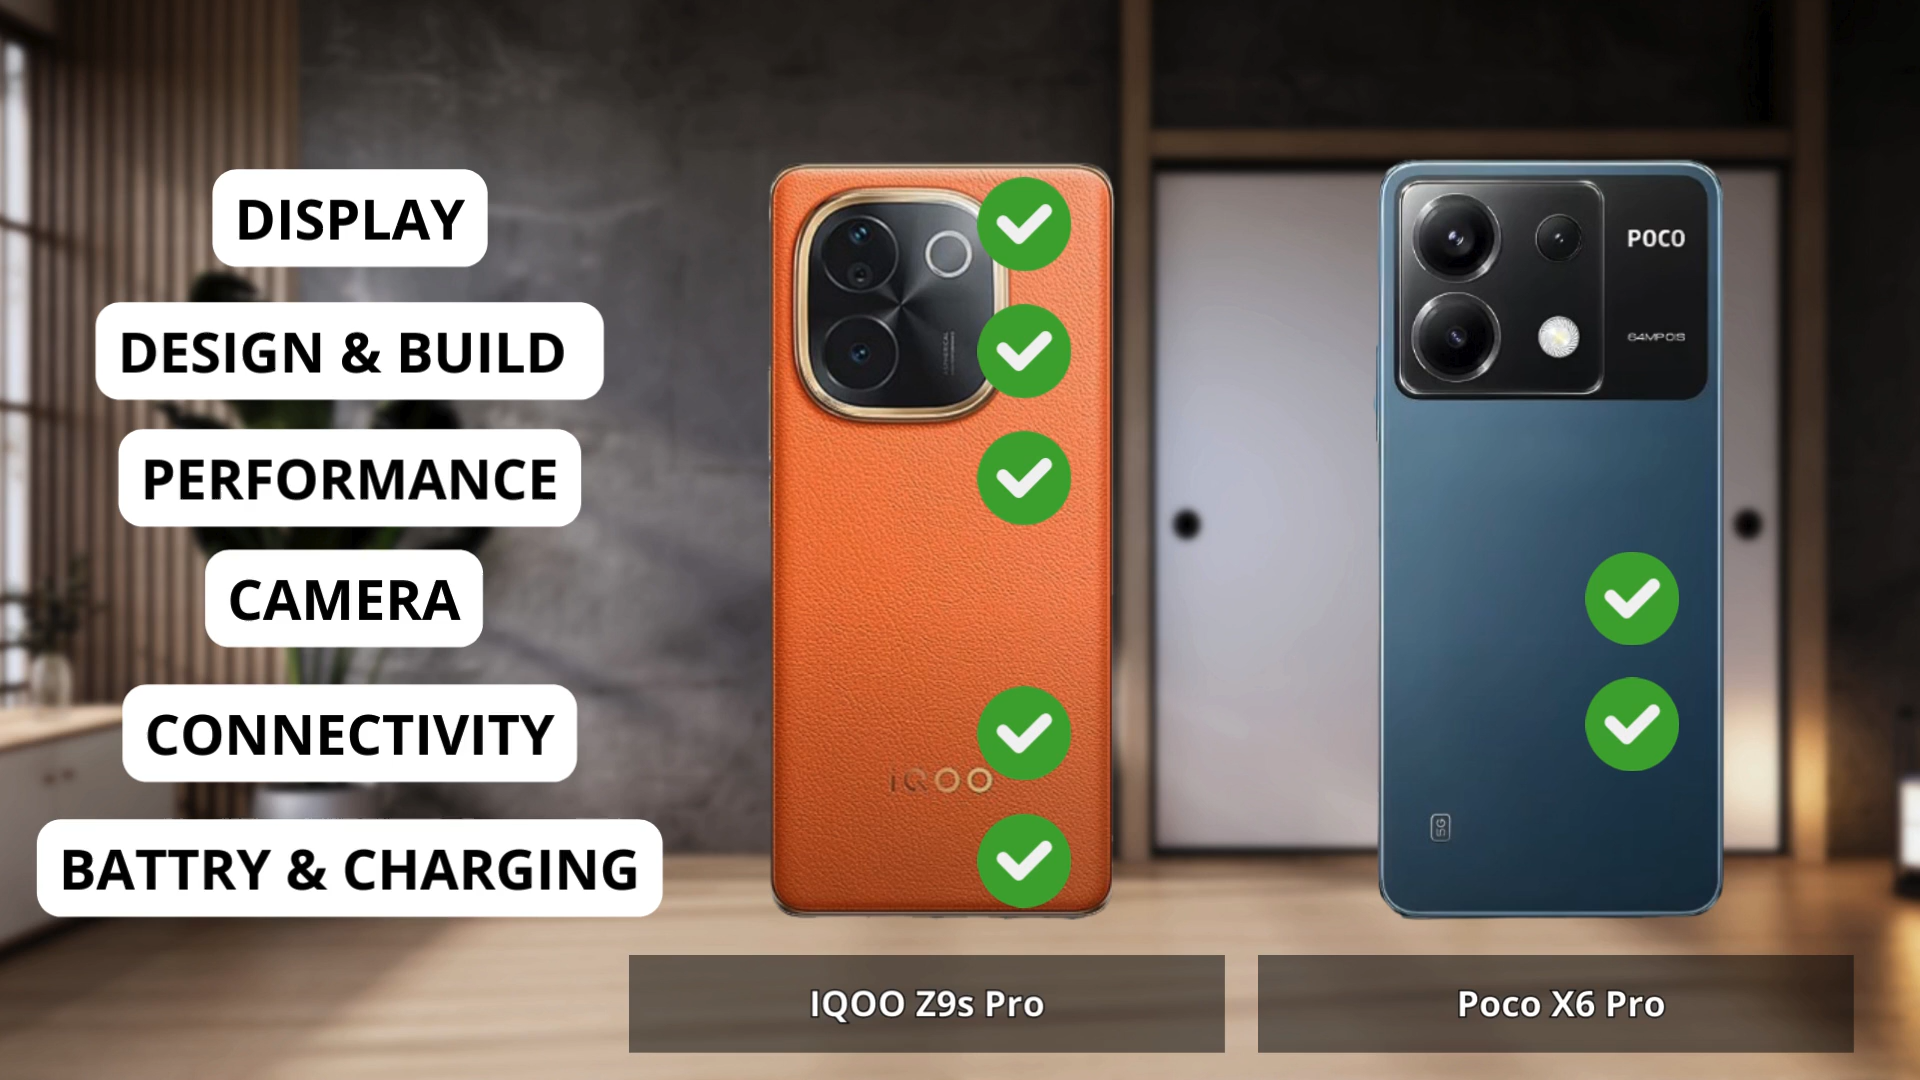 DISPLAY
DESIGN & BUILD
PERFORMANCE
CAMERA
CONNECTIVITY
BATTRY & CHARGING
iQOO
POCO
64MP OIS
5G
IQOO Z9s Pro
Poco X6 Pro